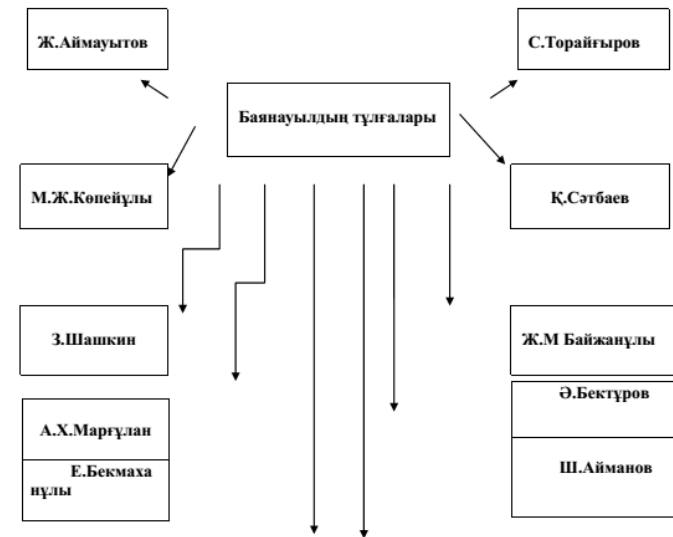 Ж.Аймауытов
С.Торайғыров
Баянауылдың тұлғалары
М.Ж.Көпейұлы
Қ.Сәтбаев
З.Шашкин
Ж.М Байжанұлы
Ә.Бектұров
А.Х.Марғұлан
Е.Бекмаха
нұлы
Ш.Айманов